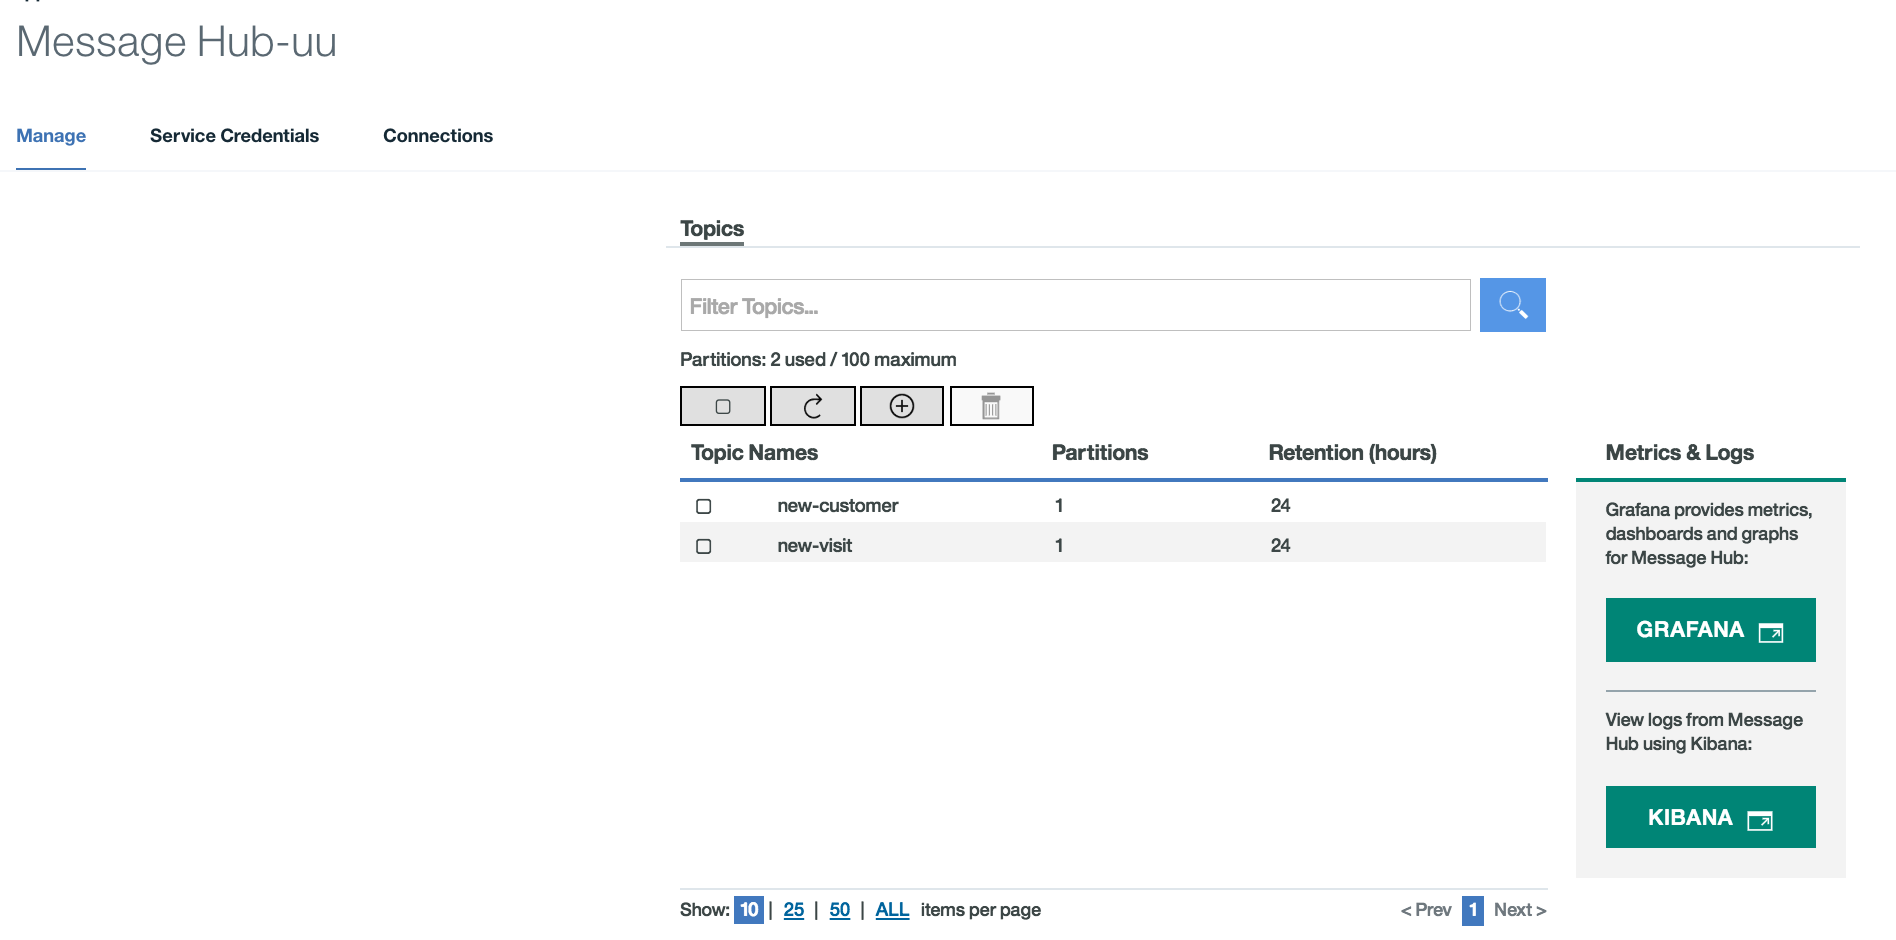 Message Hub-uu
Manage Service Credentials Connections
Topics
Filter Topics...
Partitions: 2 used / 100 maximum
Topic Names Partitions Retention (hours)
new-customer 1 24
new-visit 1 24
Metrics & Logs
Grafana provides metrics,
dashboards and graphs
for Message Hub:
GRAFANA
View logs from Message
Hub using Kibana:
KIBANA
Show: 10 | 25 | 50 | ALL items per page
< Prev 1 Next >